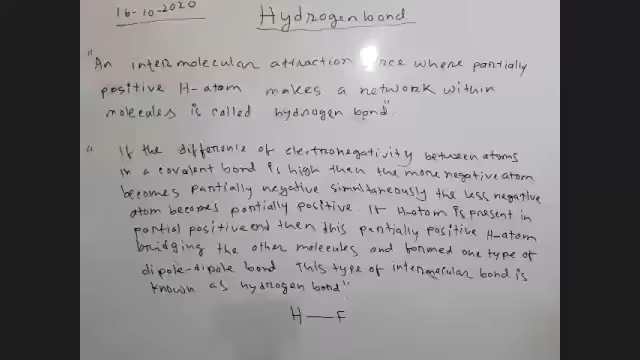 16-10-2020
Hydrogen bond
"An intermolecular attraction force where partially
positive H-atom makes a network within
molecules is called hydrogen bond".
" If the difference of electronegativity between atoms
in a covalent bond is high then the more negative atom
becomes partially negative simultaneously the less negative
atom becomes partially positive. If H-atom is present in
partial positive end then this partially positive H-atom
bridging the other molecules and formed one type of
dipole-dipole bond This type of intermolecular bond is
known as hydrogen bond"
H—F